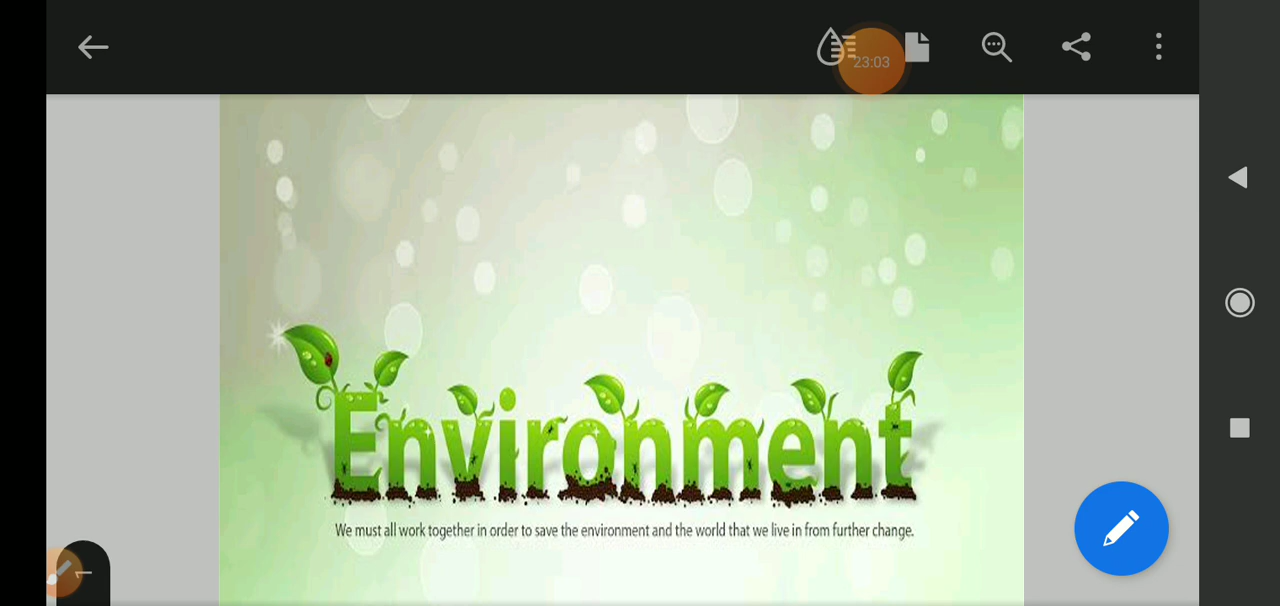 23:03
Environment
We must all work together in order to save the environment and the world that we live in from further change.